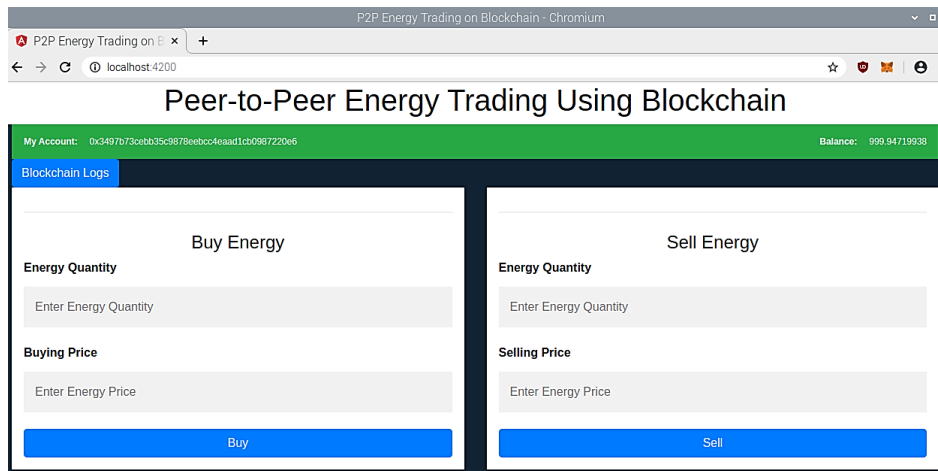 P2P Energy Trading on Blockchain - Chromium
P2P Energy Trading on B
localhost:4200
Peer-to-Peer Energy Trading Using Blockchain
My Account: 0x3497b73cebb35c9878eebcc4eaad1cb0987220e6 Balance: 999.94719938
Blockchain Logs
Buy Energy
Energy Quantity
Enter Energy Quantity
Buying Price
Enter Energy Price
Buy
Sell Energy
Energy Quantity
Enter Energy Quantity
Selling Price
Enter Energy Price
Sell